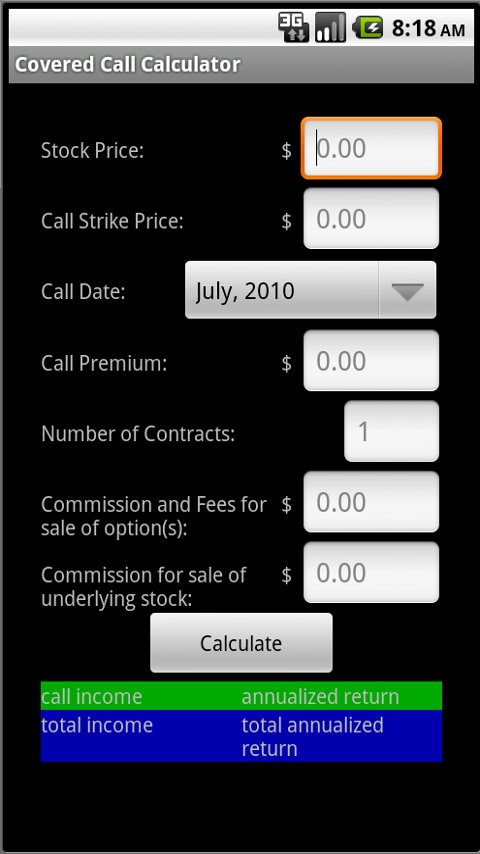 3G 8:18 AM
Covered Call Calculator
Stock Price: $ 0.00
Call Strike Price: $ 0.00
Call Date: July, 2010
Call Premium: $ 0.00
Number of Contracts: 1
Commission and Fees for $ 0.00
sale of option(s):
Commission for sale of $ 0.00
underlying stock:
Calculate
call income annualized return
total income total annualized
return